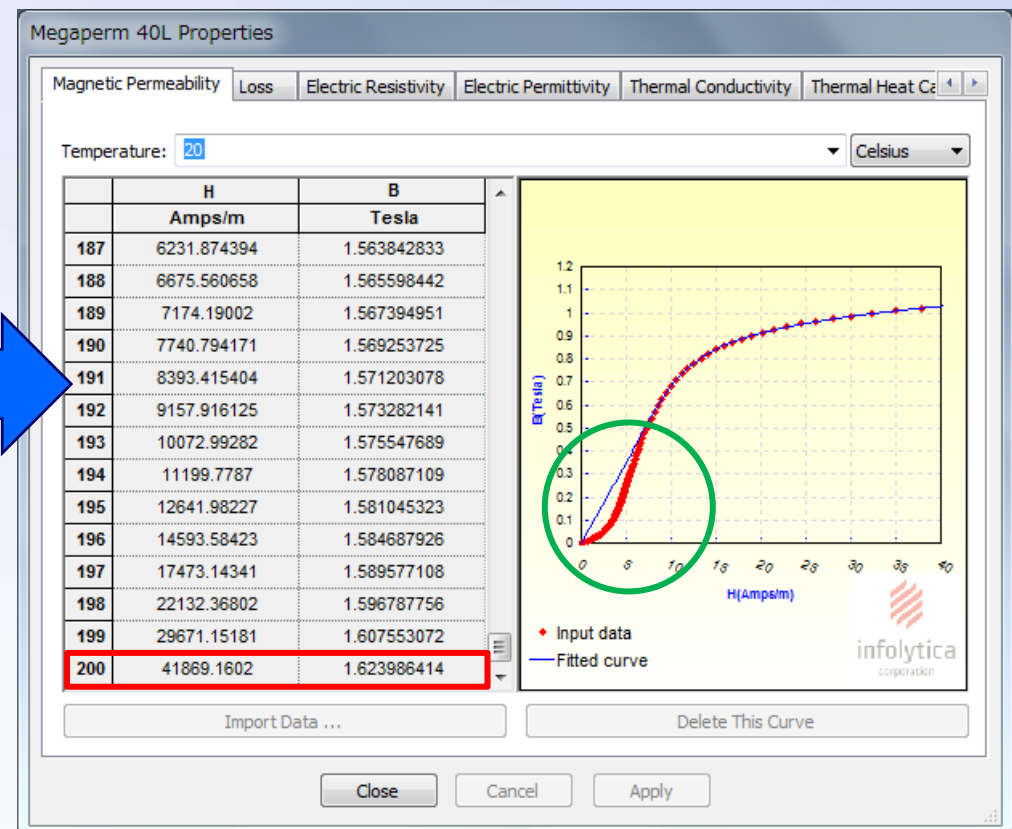 Megaperm 40L Properties
Magnetic Permeability Loss Electric Resistivity Electric Permittivity Thermal Conductivity Thermal Heat Ca
Temperature: 20 Celsius
H B
Amps/m Tesla
187 6231.874394 1.563842833
188 6675.560658 1.565598442
189 7174.19002 1.567394951
190 7740.794171 1.569253725
191 8393.415404 1.571203078
192 9157.916125 1.573282141
193 10072.99282 1.575547689
194 11199.7787 1.578087109
195 12641.98227 1.581045323
196 14593.58423 1.584687926
197 17473.14341 1.589577108
198 22132.36802 1.596787756
199 29671.15181 1.607553072
200 41869.1602 1.623986414
1.2
1.1
1
0.9
0.8
0.7
0.6
0.5
0.4
0.3
0.2
0.1
0
B(Tesla)
0 5 10 15 20 25 30 35 40
H(Amps/m)
Input data
Fitted curve
infolytica
corporation
Import Data ...
Delete This Curve
Close Cancel Apply